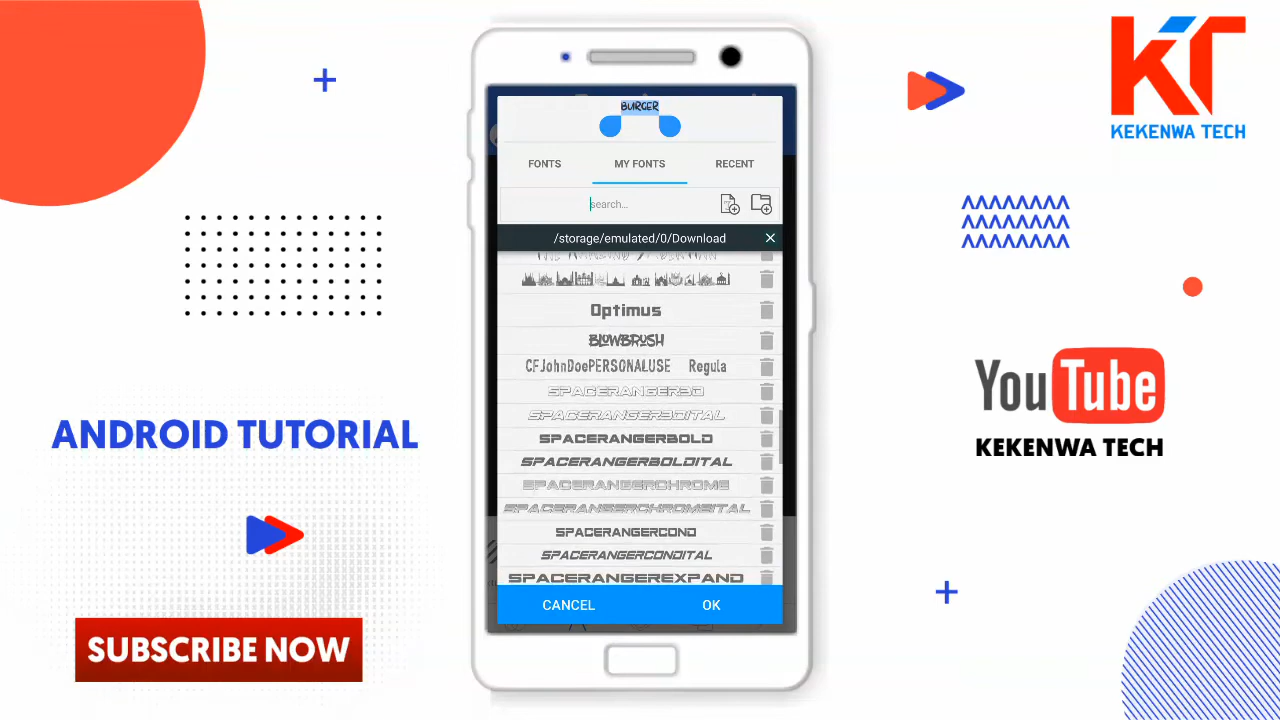 KT
KEKENWA TECH
BURGER
FONTS MY FONTS RECENT
search...
/storage/emulated/0/Download
Optimus
BLOWBRUSH
CFJohnDoePERSONALUSE Regula
SPACERANGER3D
SPACERANGER3DITAL
SPACERANGERBOLD
SPACERANGERBOLDITAL
SPACERANGERCHROME
SPACERANGERCHROMEITAL
SPACERANGERCOND
SPACERANGERCONDITAL
SPACERANGEREXPAND
CANCEL OK
ANDROID TUTORIAL
SUBSCRIBE NOW
YouTube
KEKENWA TECH